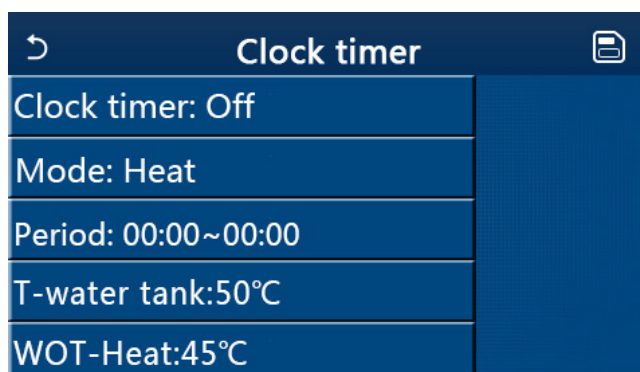 Clock timer
Clock timer: Off
Mode: Heat
Period: 00:00~00:00
T-water tank:50℃
WOT-Heat:45℃